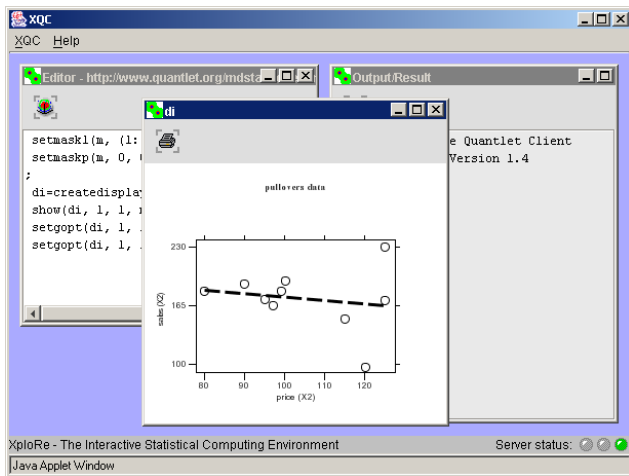 XQC
XQC Help
Editor - http://www.quantlet.org/mdsta
Output/Result
setmaskl(m, (1:
setmaskp(m, 0,
;
di=createdisplay
show(di, 1, 1,
setgopt(di, 1,
setgopt(di, 1,
e Quantlet Client
Version 1.4
di
pullovers data
230
165
100
sales (X2)
80 90 100 110 120
price (X2)
XploRe - The Interactive Statistical Computing Environment
Server status:
Java Applet Window